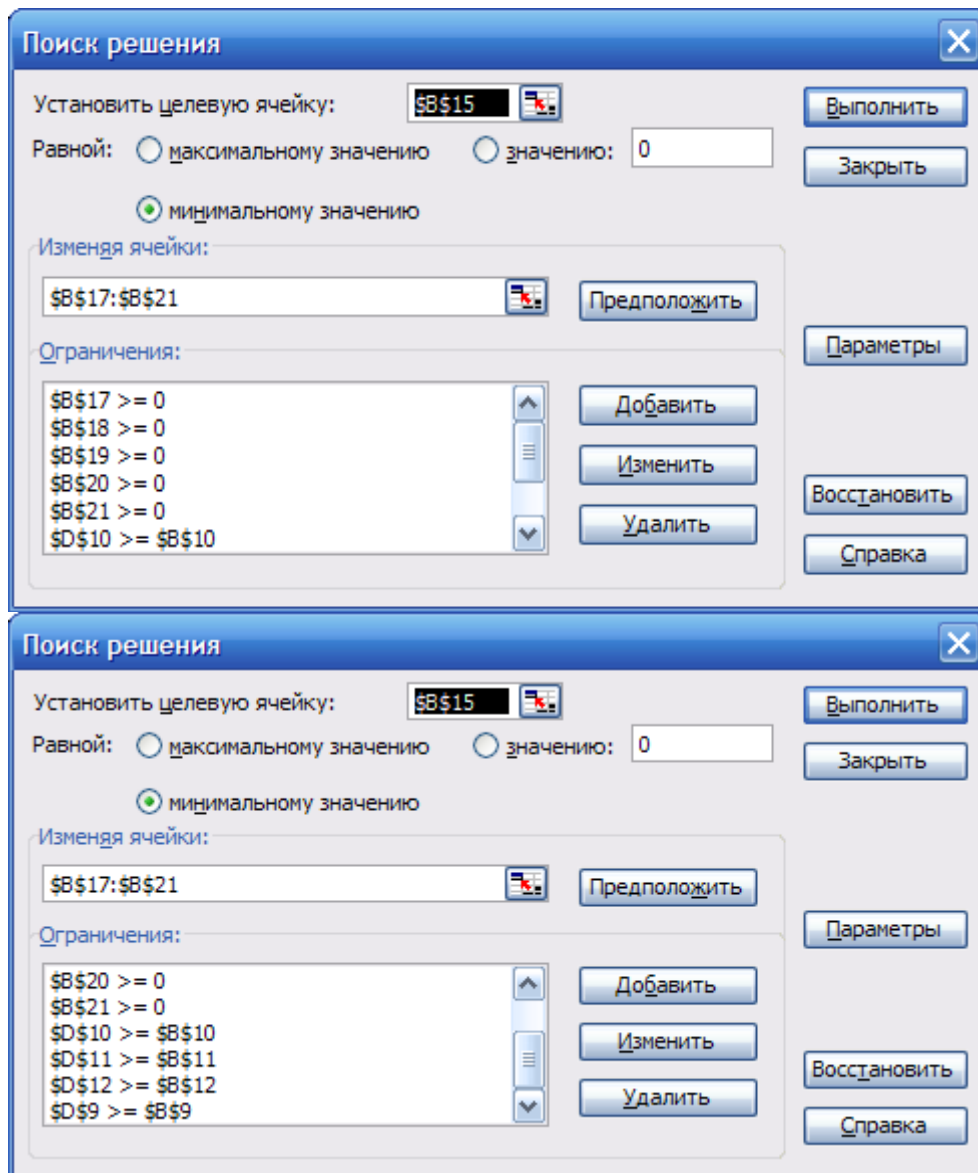 Поиск решения
Установить целевую ячейку: $B$15 Выполнить
Равной: максимальному значению значению: 0 Закрыть
минимальному значению
Изменяя ячейки:
$B$17:$B$21 Предположить
Ограничения: Параметры
$B$17 >= 0 Добавить
$B$18 >= 0
$B$19 >= 0 Изменить
$B$20 >= 0 Восстановить
$B$21 >= 0 Удалить
$D$10 >= $B$10 Справка
Поиск решения
Установить целевую ячейку: $B$15 Выполнить
Равной: максимальному значению значению: 0 Закрыть
минимальному значению
Изменяя ячейки:
$B$17:$B$21 Предположить
Ограничения: Параметры
$B$20 >= 0 Добавить
$B$21 >= 0
$D$10 >= $B$10 Изменить
$D$11 >= $B$11
$D$12 >= $B$12 Удалить Восстановить
$D$9 >= $B$9 Справка